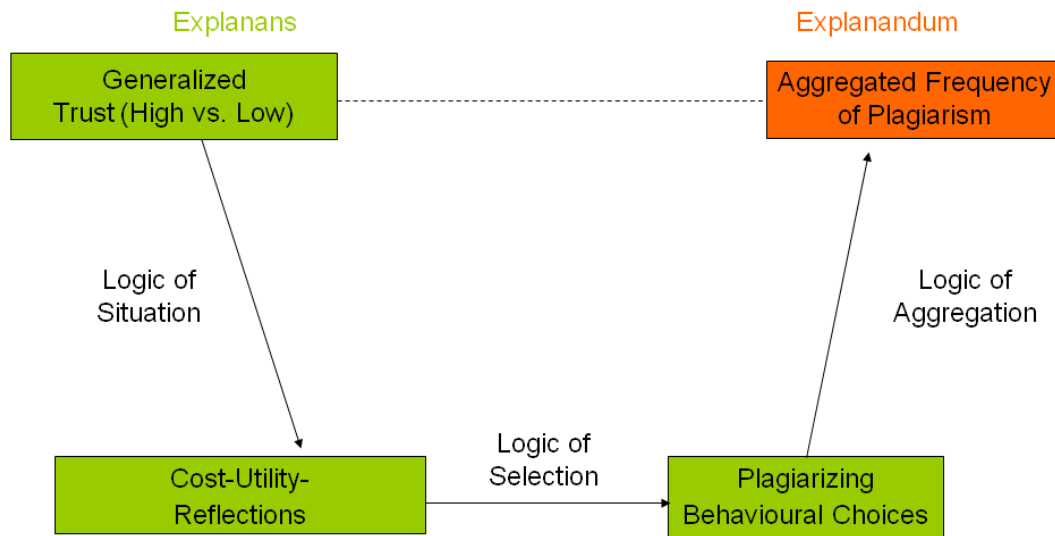 Explanans
Explanandum
Generalized
Trust (High vs. Low)
Aggregated Frequency
of Plagiarism
Logic of
Situation
Logic of
Aggregation
Logic of
Selection
Cost-Utility-
Reflections
Plagiarizing
Behavioural Choices